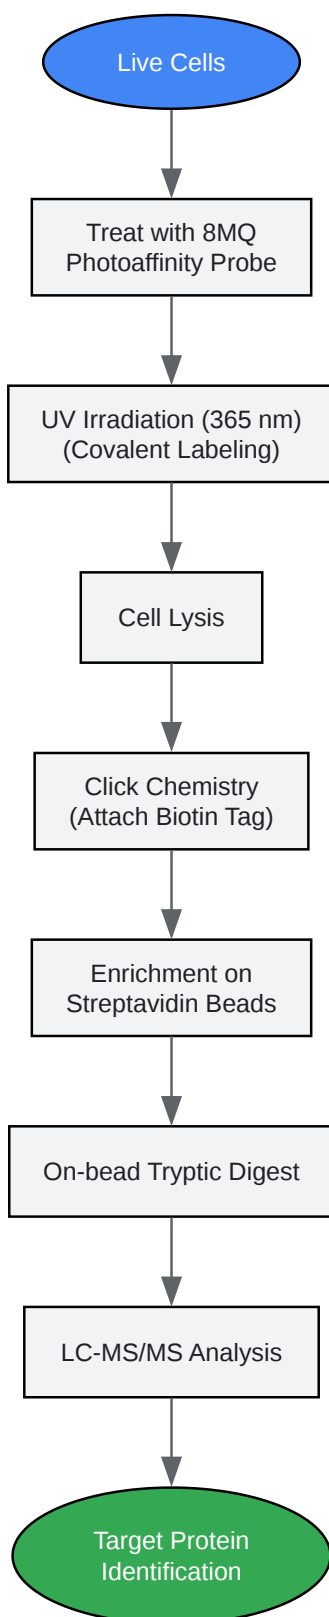 Live Cells
Treat with 8MQ
Photoaffinity Probe
UV Irradiation (365 nm)
(Covalent Labeling)
Cell Lysis
Click Chemistry
(Attach Biotin Tag)
Enrichment on
Streptavidin Beads
On-bead Tryptic Digest
LC-MS/MS Analysis
Target Protein
Identification